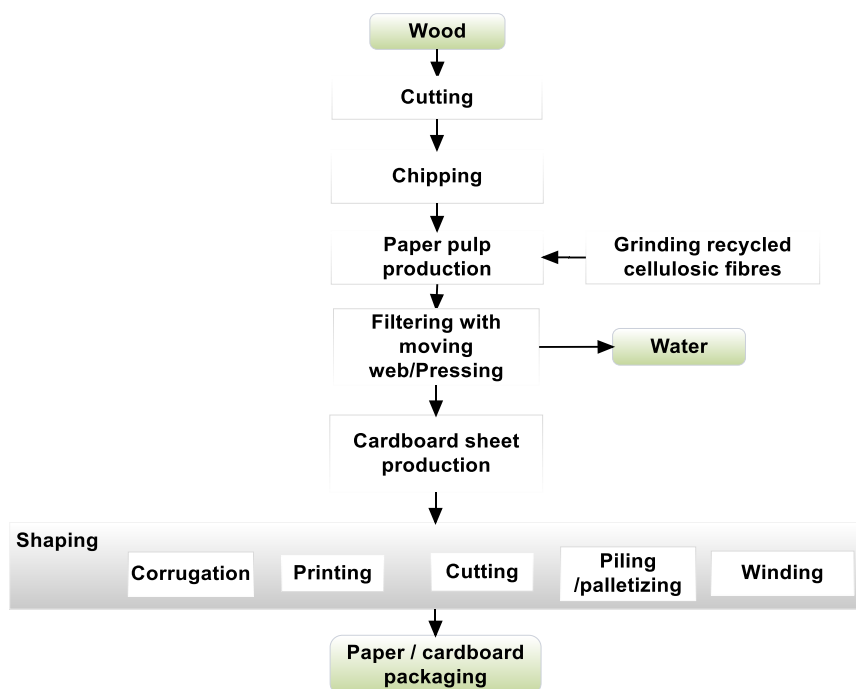 Wood
Cutting
Chipping
Paper pulp
production
Grinding recycled
cellulosic fibres
Filtering with
moving
web/Pressing
Water
Cardboard sheet
production
Shaping
Corrugation
Printing
Cutting
Piling
/palletizing
Winding
Paper / cardboard
packaging